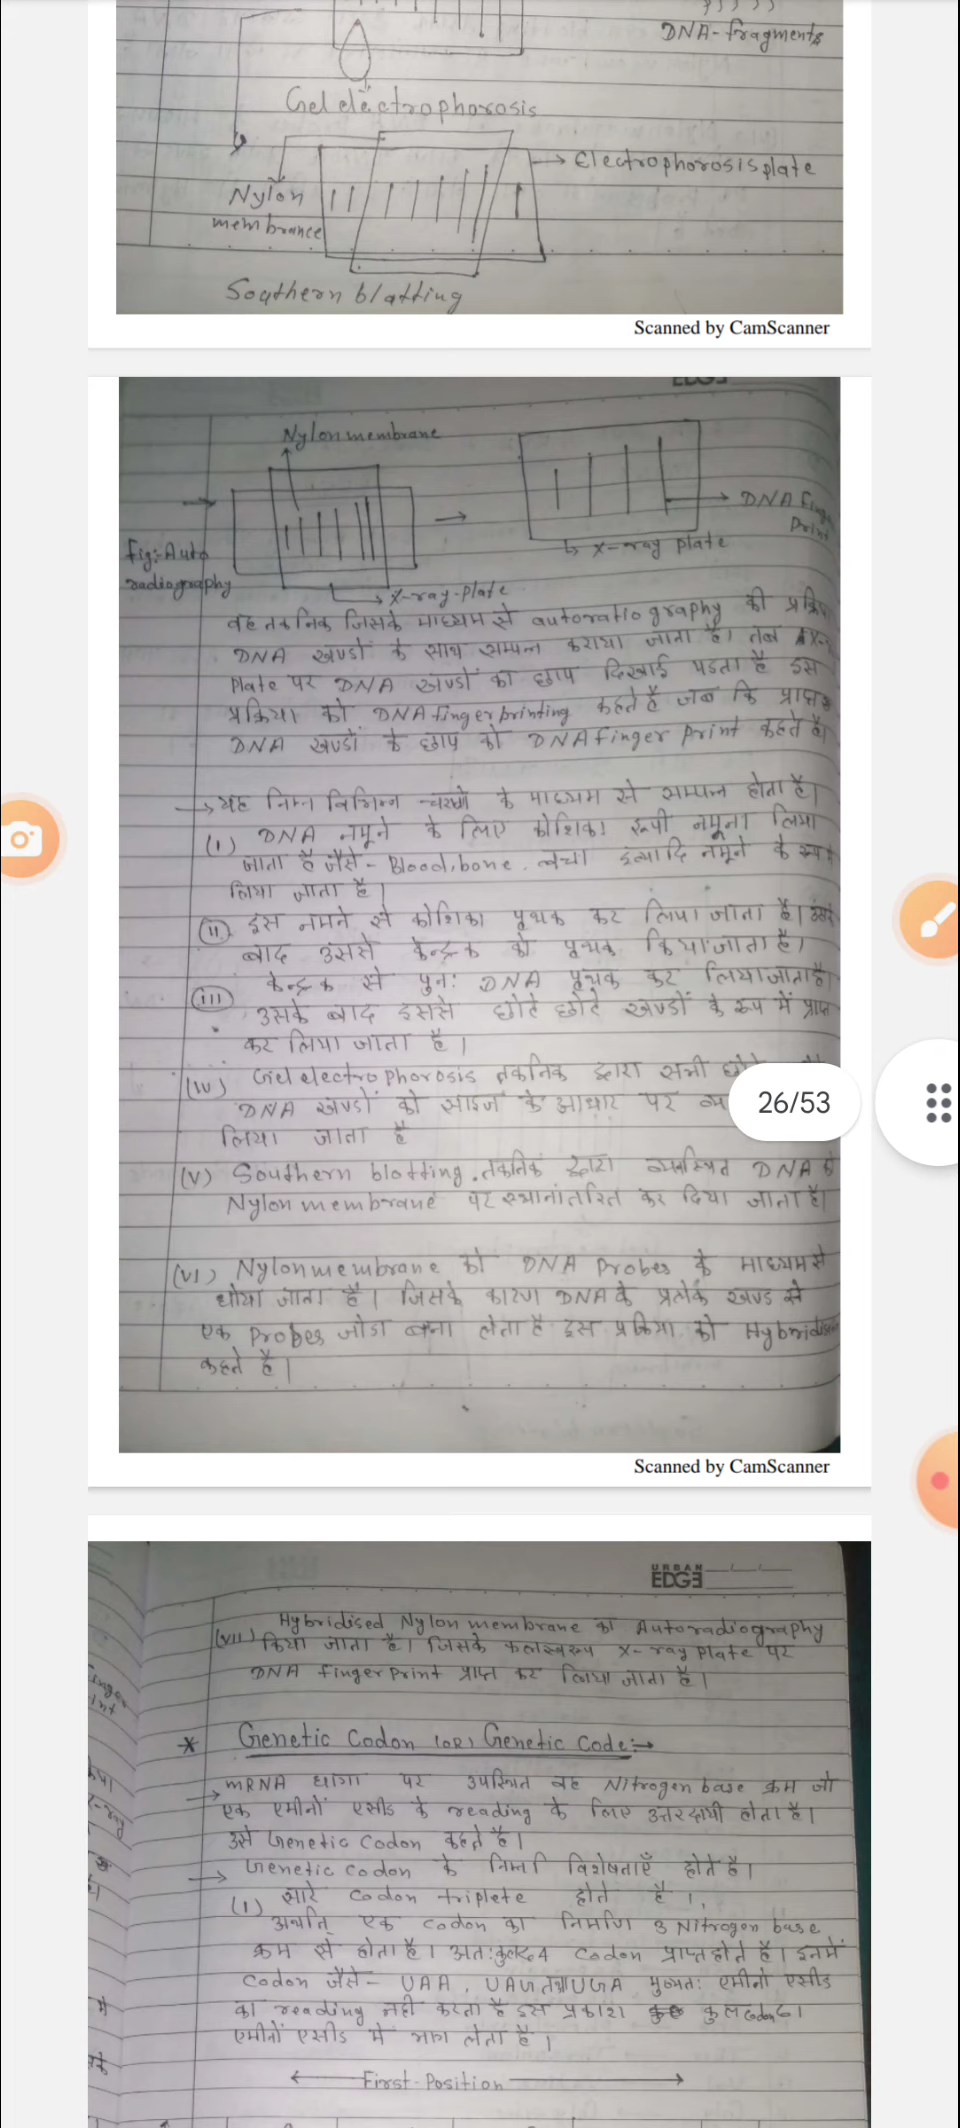 DNA-fragments
Gel electrophorosis
Electrophorosis plate
Nylon
membrance
Southern blatting
Scanned by CamScanner
EDGE
Nylon membrane
DNA Finger
Print
X-ray plate
fig:- Auto
radiography
X-ray-plate
वह तकनिक जिसके माध्यम से autoratiography की
DNA खण्डों के साथ सम्पन्न कराया जाता है। तब
Plate पर DNA खण्डों का छाप दिखाई पडता है इस
प्रक्रिया को DNA fingerprinting कहते है जब कि प्राप्त
DNA खण्डों के छाप को DNA Finger print कहते है।
→ यह निम्न विभिन्न चरणो के माध्यम से सम्पन्न होता है।
(i) DNA नमूने के लिए कोशिका रूपी नमूना लिया
जाता है जैसे - Blood, bone, त्वचा इत्यादि नमूने के रूप
लिया जाता है।
(ii) इस नमने से कोशिका पृथक कर लिया जाता है। उसके
बाद उससे केन्द्रक को पृथक किया जाता है।
(iii) केन्द्रक से पुनः DNA पृथक कर लिया जाता है।
उसके बाद इससे छोटे छोटे खण्डों के रूप में प्राप्त
कर लिया जाता है।
(iv) Gel electrophorosis तकनिक द्वारा सभी
DNA खण्डों को साइज के आधार पर
लिया जाता है
26/53
(v) Southern blotting तकनिक द्वारा व्यवस्थित DNA को
Nylon membrane पर स्थानांतरित कर दिया जाता है।
(vi) Nylon membrane को DNA Probes के माध्यम से
धोया जाता है। जिसके कारण DNA के प्रत्येक खण्ड से
एक Probes जोडा बना लेता है इस प्रक्रिया को
कहते है।
Scanned by CamScanner
URBAN
EDGE
(vii) Hybridised Nylon membrane का Autoradiography
किया जाता है। जिसके फलस्वरुप X-ray plate पर
DNA finger Print प्राप्त कर लिया जाता है।
* Genetic Codon (OR) Genetic Code:→
→ mRNA धागा पर उपस्थित वह Nitrogen base क्रम जो
एक एमीनों एसीड के reading के लिए उत्तरदायी होता है।
उसे Genetic Codon कहते है।
→ Genetic codon के निम्न विशेषताएँ होते है।
(i) सारे codon triplete होते है।
अर्थात् एक codon का निर्माण 3 Nitrogen base
क्रम से होता है। अतः कुल 64 codon प्राप्त होते है। इनमें
codon जैसे - UAA, UAG तथा UGA मुख्यतः एमीनो एसीड
का reading नही करता है इस प्रकार कुल codon 61
एमीनों एसीड में भाग लेता है।
← First-Position →